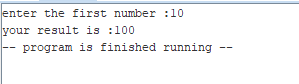 enter the first number :10
your result is :100
-- program is finished running --